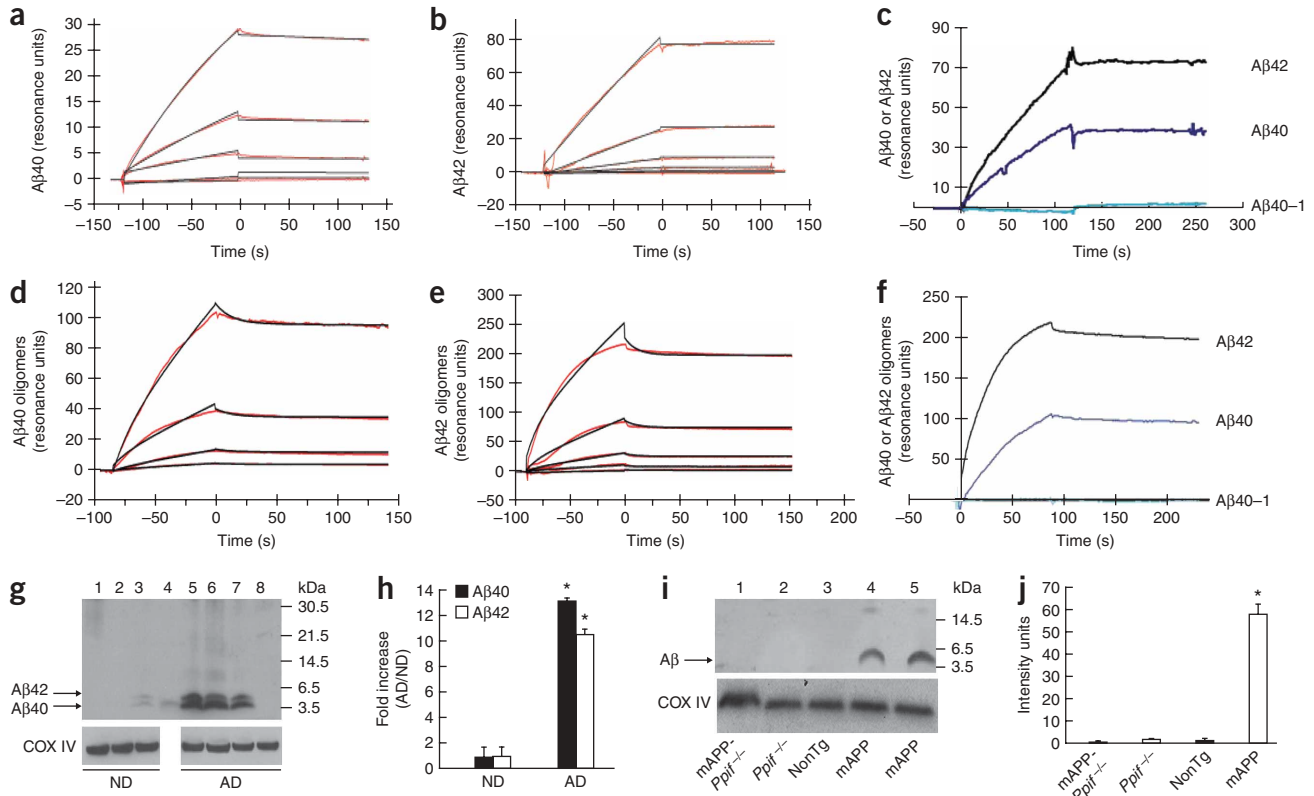 a
Aβ40 (resonance units)
30
25
20
15
10
5
0
–5
–150 –100 –50 0 50 100 150
Time (s)
b
Aβ42 (resonance units)
80
60
40
20
0
–20
–150 –100 –50 0 50 100 150
Time (s)
c
Aβ40 or Aβ42
(resonance units)
90
70
50
30
10
–50 0 50 100 150 200 250 300
Time (s)
Aβ42
Aβ40
Aβ40–1
d
Aβ40 oligomers
(resonance units)
120
100
80
60
40
20
0
–20
–100 –50 0 50 100 150
Time (s)
e
Aβ42 oligomers
(resonance units)
300
250
200
150
100
50
0
–50
–100 –50 0 50 100 150 200
Time (s)
f
Aβ40 or Aβ42 oligomers
(resonance units)
250
200
150
100
50
–50 0 50 100 150 200
Time (s)
Aβ42
Aβ40
Aβ40–1
g
1 2 3 4 5 6 7 8 kDa
30.5
21.5
14.5
6.5
3.5
Aβ42
Aβ40
COX IV
ND AD
h
Fold increase
(AD/ND)
14
12
10
8
6
4
2
0
Aβ40
Aβ42
* *
ND AD
i
1 2 3 4 5 kDa
14.5
6.5
3.5
Aβ
COX IV
mAPP-
Ppif –/–
Ppif –/–
NonTg
mAPP
mAPP
j
Intensity units
70
60
50
40
30
20
10
0
*
mAPP-
Ppif –/–
Ppif –/–
NonTg
mAPP